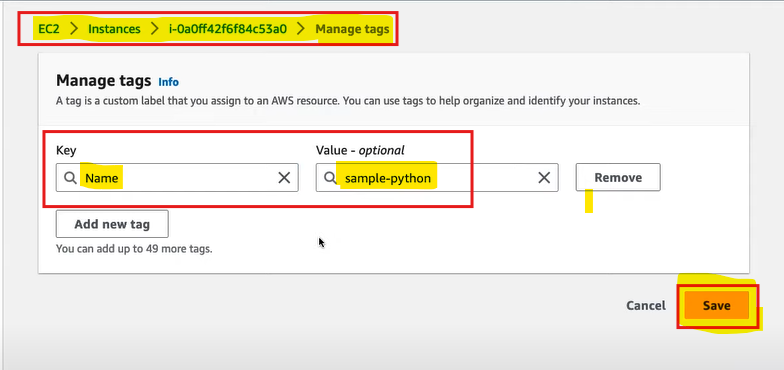 EC2 > Instances > i-0a0ff42f6f84c53a0 > Manage tags
Manage tags Info
A tag is a custom label that you assign to an AWS resource. You can use tags to help organize and identify your instances.
Key Value - optional
Name sample-python Remove
Add new tag
You can add up to 49 more tags.
Cancel Save